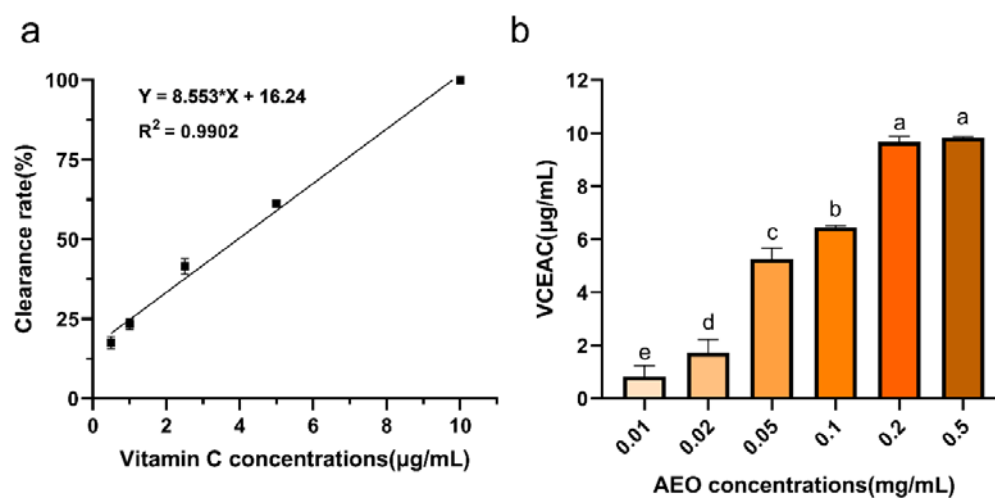 a
Y = 8.553*X + 16.24
R² = 0.9902
100
75
50
25
0
0 2 4 6 8 10
Clearance rate(%)
Vitamin C concentrations(µg/mL)
b
12
10
8
6
4
2
0
VCEAC(µg/mL)
e d c b a a
0.01 0.02 0.05 0.1 0.2 0.5
AEO concentrations(mg/mL)